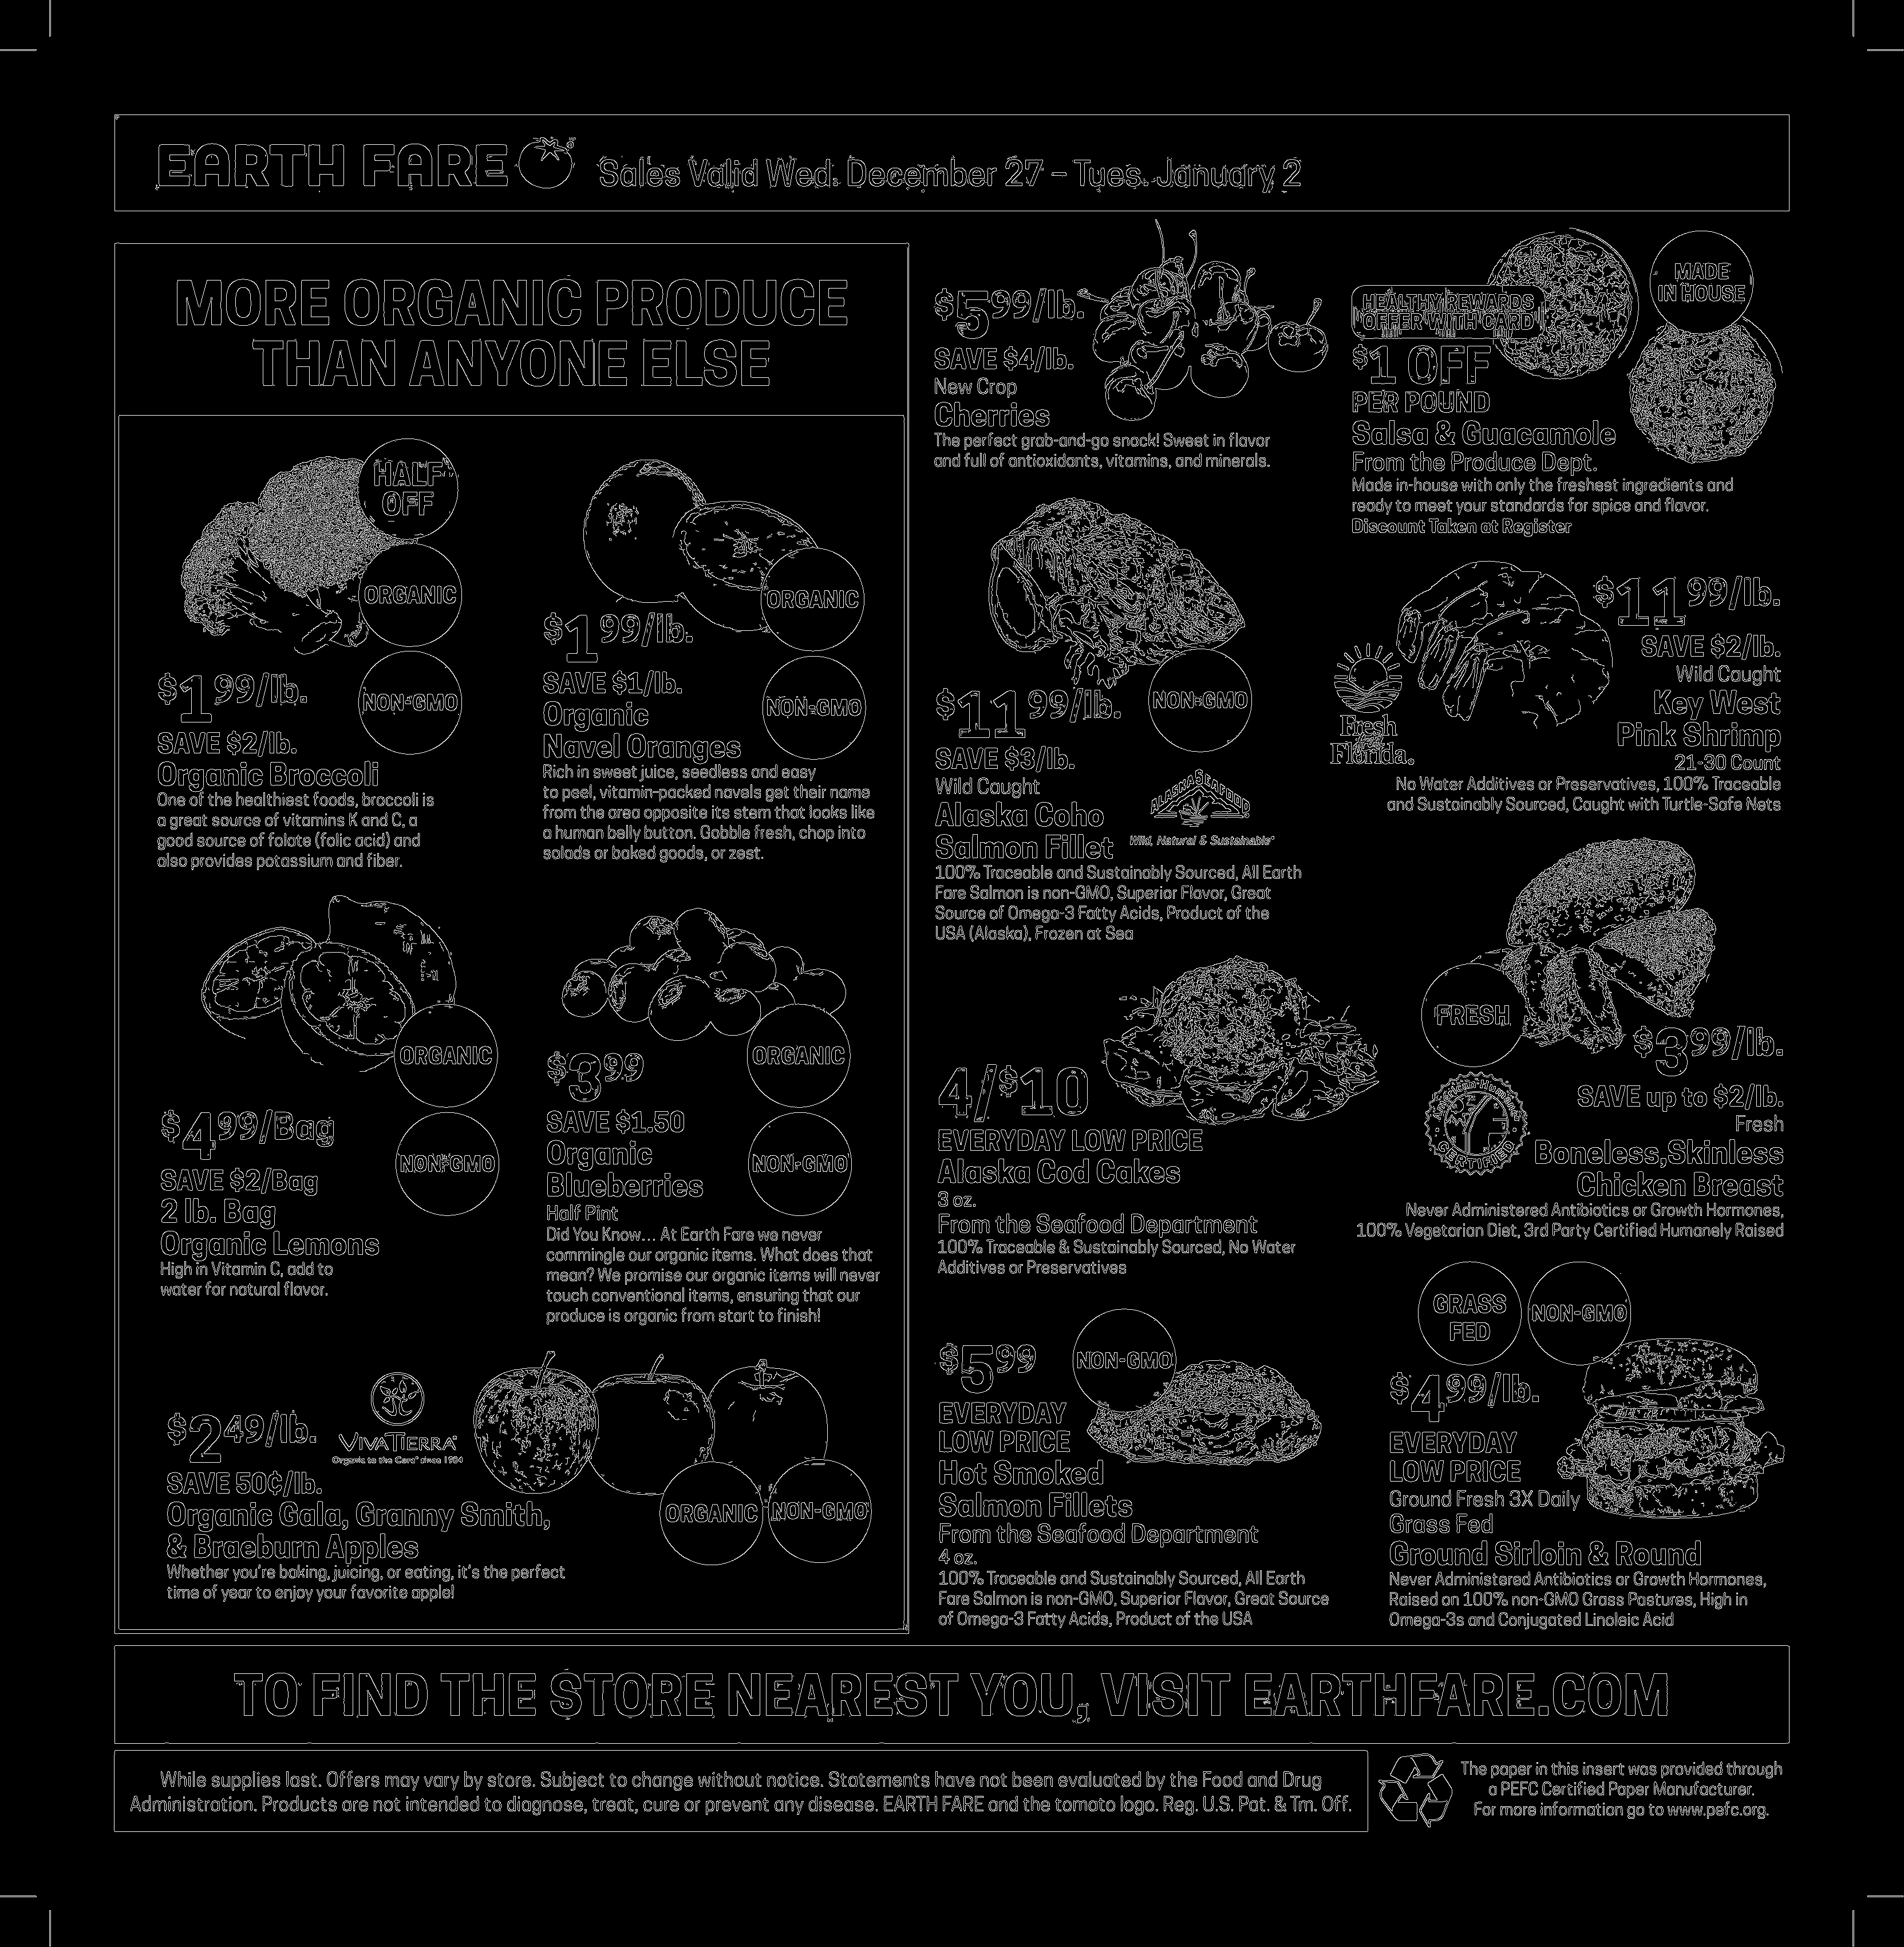 EARTH FARE
Sales Valid Wed. December 27 – Tues. January 2
MORE ORGANIC PRODUCE
THAN ANYONE ELSE
HALF
OFF
ORGANIC
NON-GMO
$1 99/lb.
SAVE $2/lb.
Organic Broccoli
One of the healthiest foods, broccoli is
a great source of vitamins K and C, a
good source of folate (folic acid) and
also provides potassium and fiber.
ORGANIC
NON-GMO
$1 99/lb.
SAVE $1/lb.
Organic
Navel Oranges
Rich in sweet juice, seedless and easy
to peel, vitamin-packed navels get their name
from the area opposite its stem that looks like
a human belly button. Gobble fresh, chop into
salads or baked goods, or zest.
ORGANIC
NON-GMO
$4 99/Bag
SAVE $2/Bag
2 lb. Bag
Organic Lemons
High in Vitamin C, add to
water for natural flavor.
ORGANIC
NON-GMO
$3 99
SAVE $1.50
Organic
Blueberries
Half Pint
Did You Know... At Earth Fare we never
commingle our organic items. What does that
mean? We promise our organic items will never
touch conventional items, ensuring that our
produce is organic from start to finish!
$2 49/lb.
VIVATIERRA
Organic to the Core® since 1904
SAVE 50¢/lb.
Organic Gala, Granny Smith,
& Braeburn Apples
Whether you're baking, juicing, or eating, it's the perfect
time of year to enjoy your favorite apple!
ORGANIC
NON-GMO
$5 99/lb.
SAVE $4/lb.
New Crop
Cherries
The perfect grab-and-go snack! Sweet in flavor
and full of antioxidants, vitamins, and minerals.
MADE
IN HOUSE
HEALTHY REWARDS
OFFER WITH CARD
$1 OFF
PER POUND
Salsa & Guacamole
From the Produce Dept.
Made in-house with only the freshest ingredients and
ready to meet your standards for spice and flavor.
Discount Taken at Register
NON-GMO
$11 99/lb.
SAVE $3/lb.
Wild Caught
Alaska Coho
Salmon Fillet
ALASKA SEAFOOD
Wild, Natural & Sustainable®
100% Traceable and Sustainably Sourced, All Earth
Fare Salmon is non-GMO, Superior Flavor, Great
Source of Omega-3 Fatty Acids, Product of the
USA (Alaska), Frozen at Sea
$11 99/lb.
SAVE $2/lb.
Wild Caught
Key West
Pink Shrimp
21-30 Count
Fresh
Florida.
No Water Additives or Preservatives, 100% Traceable
and Sustainably Sourced, Caught with Turtle-Safe Nets
4/$10
EVERYDAY LOW PRICE
Alaska Cod Cakes
3 oz.
From the Seafood Department
100% Traceable & Sustainably Sourced, No Water
Additives or Preservatives
FRESH
$3 99/lb.
SAVE up to $2/lb.
Fresh
Boneless, Skinless
Chicken Breast
CERTIFIED
Never Administered Antibiotics or Growth Hormones,
100% Vegetarian Diet, 3rd Party Certified Humanely Raised
$5 99
NON-GMO
EVERYDAY
LOW PRICE
Hot Smoked
Salmon Fillets
From the Seafood Department
4 oz.
100% Traceable and Sustainably Sourced, All Earth
Fare Salmon is non-GMO, Superior Flavor, Great Source
of Omega-3 Fatty Acids, Product of the USA
GRASS
FED
NON-GMO
$4 99/lb.
EVERYDAY
LOW PRICE
Ground Fresh 3X Daily
Grass Fed
Ground Sirloin & Round
Never Administered Antibiotics or Growth Hormones,
Raised on 100% non-GMO Grass Pastures, High in
Omega-3s and Conjugated Linoleic Acid
TO FIND THE STORE NEAREST YOU, VISIT EARTHFARE.COM
While supplies last. Offers may vary by store. Subject to change without notice. Statements have not been evaluated by the Food and Drug
Administration. Products are not intended to diagnose, treat, cure or prevent any disease. EARTH FARE and the tomato logo. Reg. U.S. Pat. & Tm. Off.
The paper in this insert was provided through
a PEFC Certified Paper Manufacturer.
For more information go to www.pefc.org.